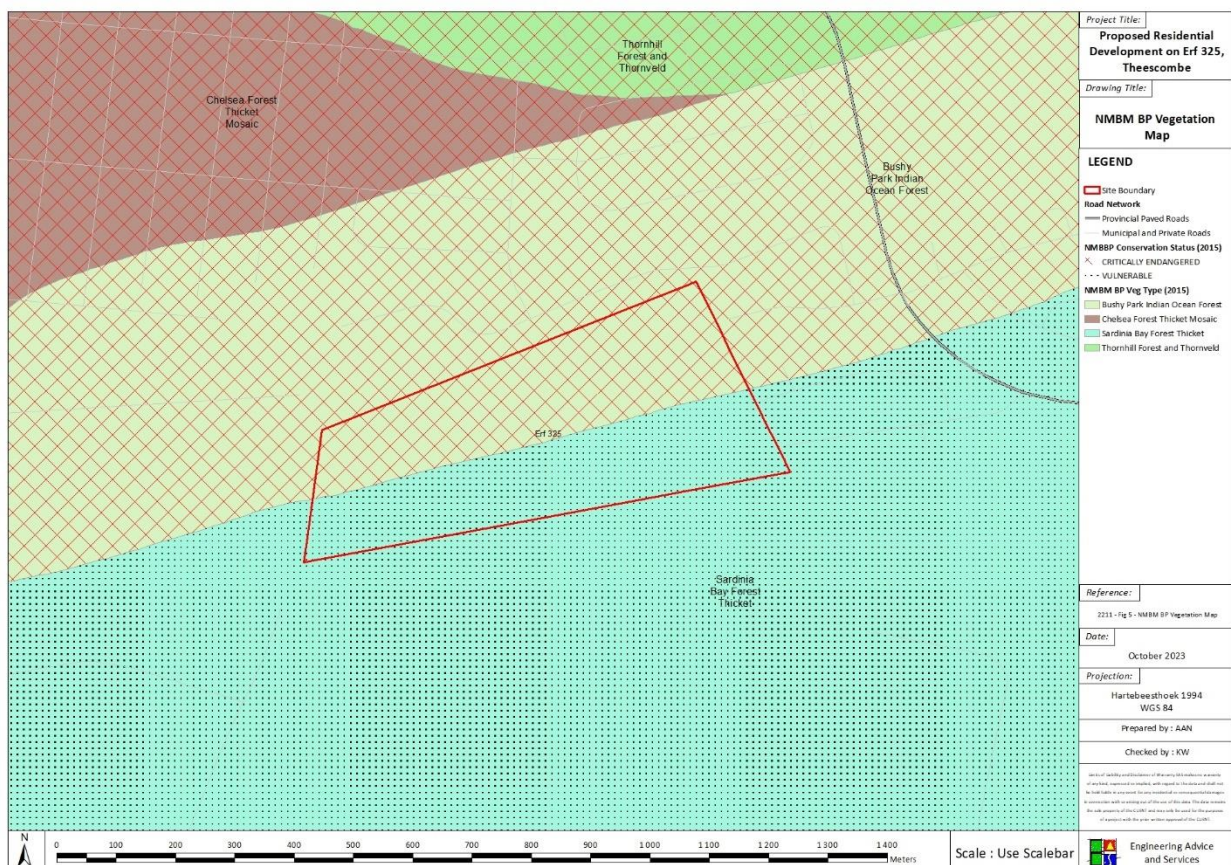 Thornhill
Forest and
Thornveld
Chelsea Forest
Thicket
Mosaic
Bushy
Park Indian
Ocean Forest
Erf 325
Sardinia
Bay Forest
Thicket
N
0 100 200 300 400 500 600 700 800 900 1 000 1 100 1 200 1 300 1 400
Meters
Scale : Use Scalebar
Project Title:
Proposed Residential
Development on Erf 325,
Theescombe
Drawing Title:
NMBM BP Vegetation
Map
LEGEND
Site Boundary
Road Network
Provincial Paved Roads
Municipal and Private Roads
NMBBP Conservation Status (2015)
CRITICALLY ENDANGERED
VULNERABLE
NMBM BP Veg Type (2015)
Bushy Park Indian Ocean Forest
Chelsea Forest Thicket Mosaic
Sardinia Bay Forest Thicket
Thornhill Forest and Thornveld
Reference:
2211 - Fig 5 - NMBM BP Vegetation Map
Date:
October 2023
Projection:
Hartebeesthoek 1994
WGS 84
Prepared by : AAN
Checked by : KW
Engineering Advice
and Services